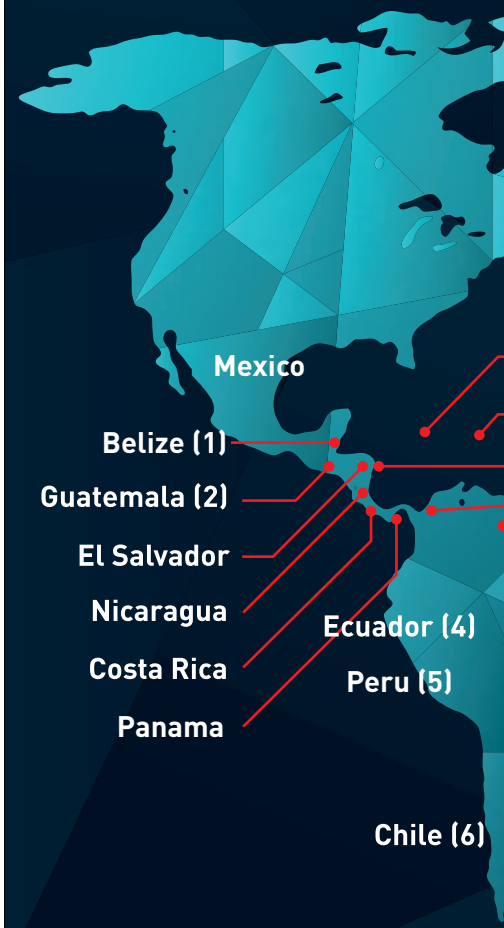 Mexico
Belize (1)
Guatemala (2)
El Salvador
Nicaragua
Ecuador (4)
Costa Rica
Peru (5)
Panama
Chile (6)